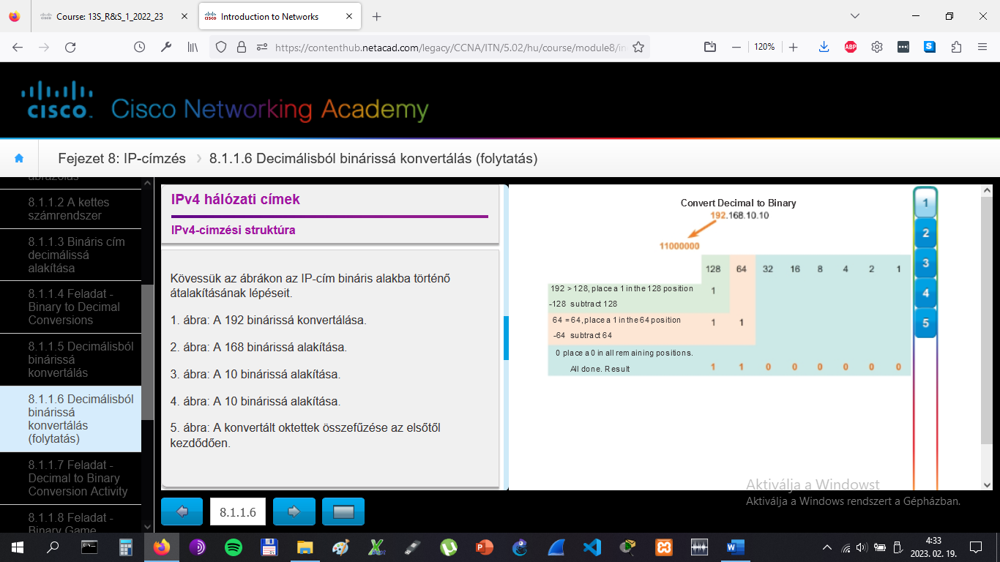 Course: 13S_R&S_1_2022_23
cisco
Introduction to Networks
https://contenthub.netacad.com/legacy/CCNA/ITN/5.02/hu/course/module8/in
120%
ABP
S
CISCO.
Cisco Networking Academy
Fejezet 8: IP-címzés
8.1.1.6 Decimálisból binárissá konvertálás (folytatás)
ábrázolás
8.1.1.2 A kettes
számrendszer
8.1.1.3 Bináris cím
decimálissá
alakítása
8.1.1.4 Feladat -
Binary to Decimal
Conversions
8.1.1.5 Decimálisból
binárissá
konvertálás
8.1.1.6 Decimálisból
binárissá
konvertálás
(folytatás)
8.1.1.7 Feladat -
Decimal to Binary
Conversion Activity
8.1.1.8 Feladat -
Binary Game
IPv4 hálózati címek
IPv4-címzési struktúra
Kövessük az ábrákon az IP-cím bináris alakba történő
átalakításának lépéseit.
1. ábra: A 192 binárissá konvertálása.
2. ábra: A 168 binárissá alakítása.
3. ábra: A 10 binárissá alakítása.
4. ábra: A 10 binárissá alakítása.
5. ábra: A konvertált oktettek összefűzése az elsőtől
kezdődően.
Convert Decimal to Binary
192.168.10.10
11000000
128 64 32 16 8 4 2 1
192 > 128, place a 1 in the 128 position 1
-128 subtract 128
64 = 64, place a 1 in the 64 position 1 1
-64 subtract 64
0 place a 0 in all remaining positions.
All done. Result 1 1 0 0 0 0 0 0
1
2
3
4
5
Aktiválja a Windowst
Aktiválja a Windows rendszert a Gépházban.
8.1.1.6
4:33
2023. 02. 19.